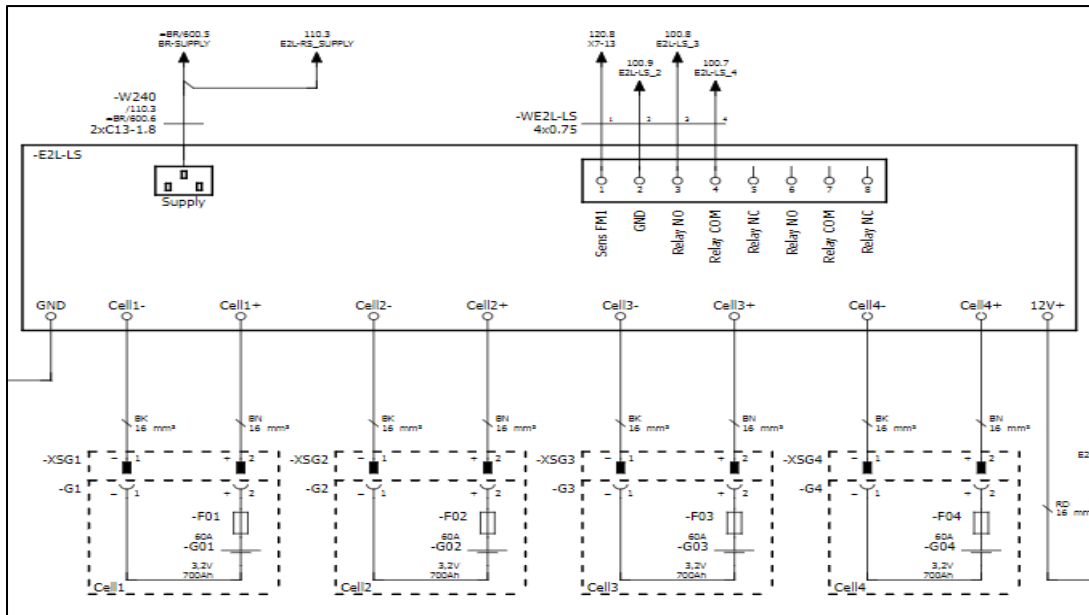 =BR/600.5
BR-SUPPLY
110.3
E2L-RS_SUPPLY
120.8
X7-13
100.8
E2L-LS_3
100.9
E2L-LS_2
100.7
E2L-LS_4
-W240
/110.3
=BR/600.6
2xC13-1.8
-WE2L-LS
4x0.75
1 2 3 4
-E2L-LS
Supply
1 2 3 4 5 6 7 8
Sens FM1
GND
Relay NO
Relay COM
Relay NC
Relay NO
Relay COM
Relay NC
GND Cell1- Cell1+ Cell2- Cell2+ Cell3- Cell3+ Cell4- Cell4+ 12V+
BK
16 mm²
BN
16 mm²
BK
16 mm²
BN
16 mm²
BK
16 mm²
BN
16 mm²
BK
16 mm²
BN
16 mm²
-XSG1 - 1 + 2
-XSG2 - 1 + 2
-XSG3 - 1 + 2
-XSG4 - 1 + 2
E2
-G1 - 1 + 2
-G2 - 1 + 2
-G3 - 1 + 2
-G4 - 1 + 2
RD
16 mm
-F01
60A
-G01
3,2V
700Ah
Cell1
-F02
60A
-G02
3,2V
700Ah
Cell2
-F03
60A
-G03
3,2V
700Ah
Cell3
-F04
60A
-G04
3,2V
700Ah
Cell4